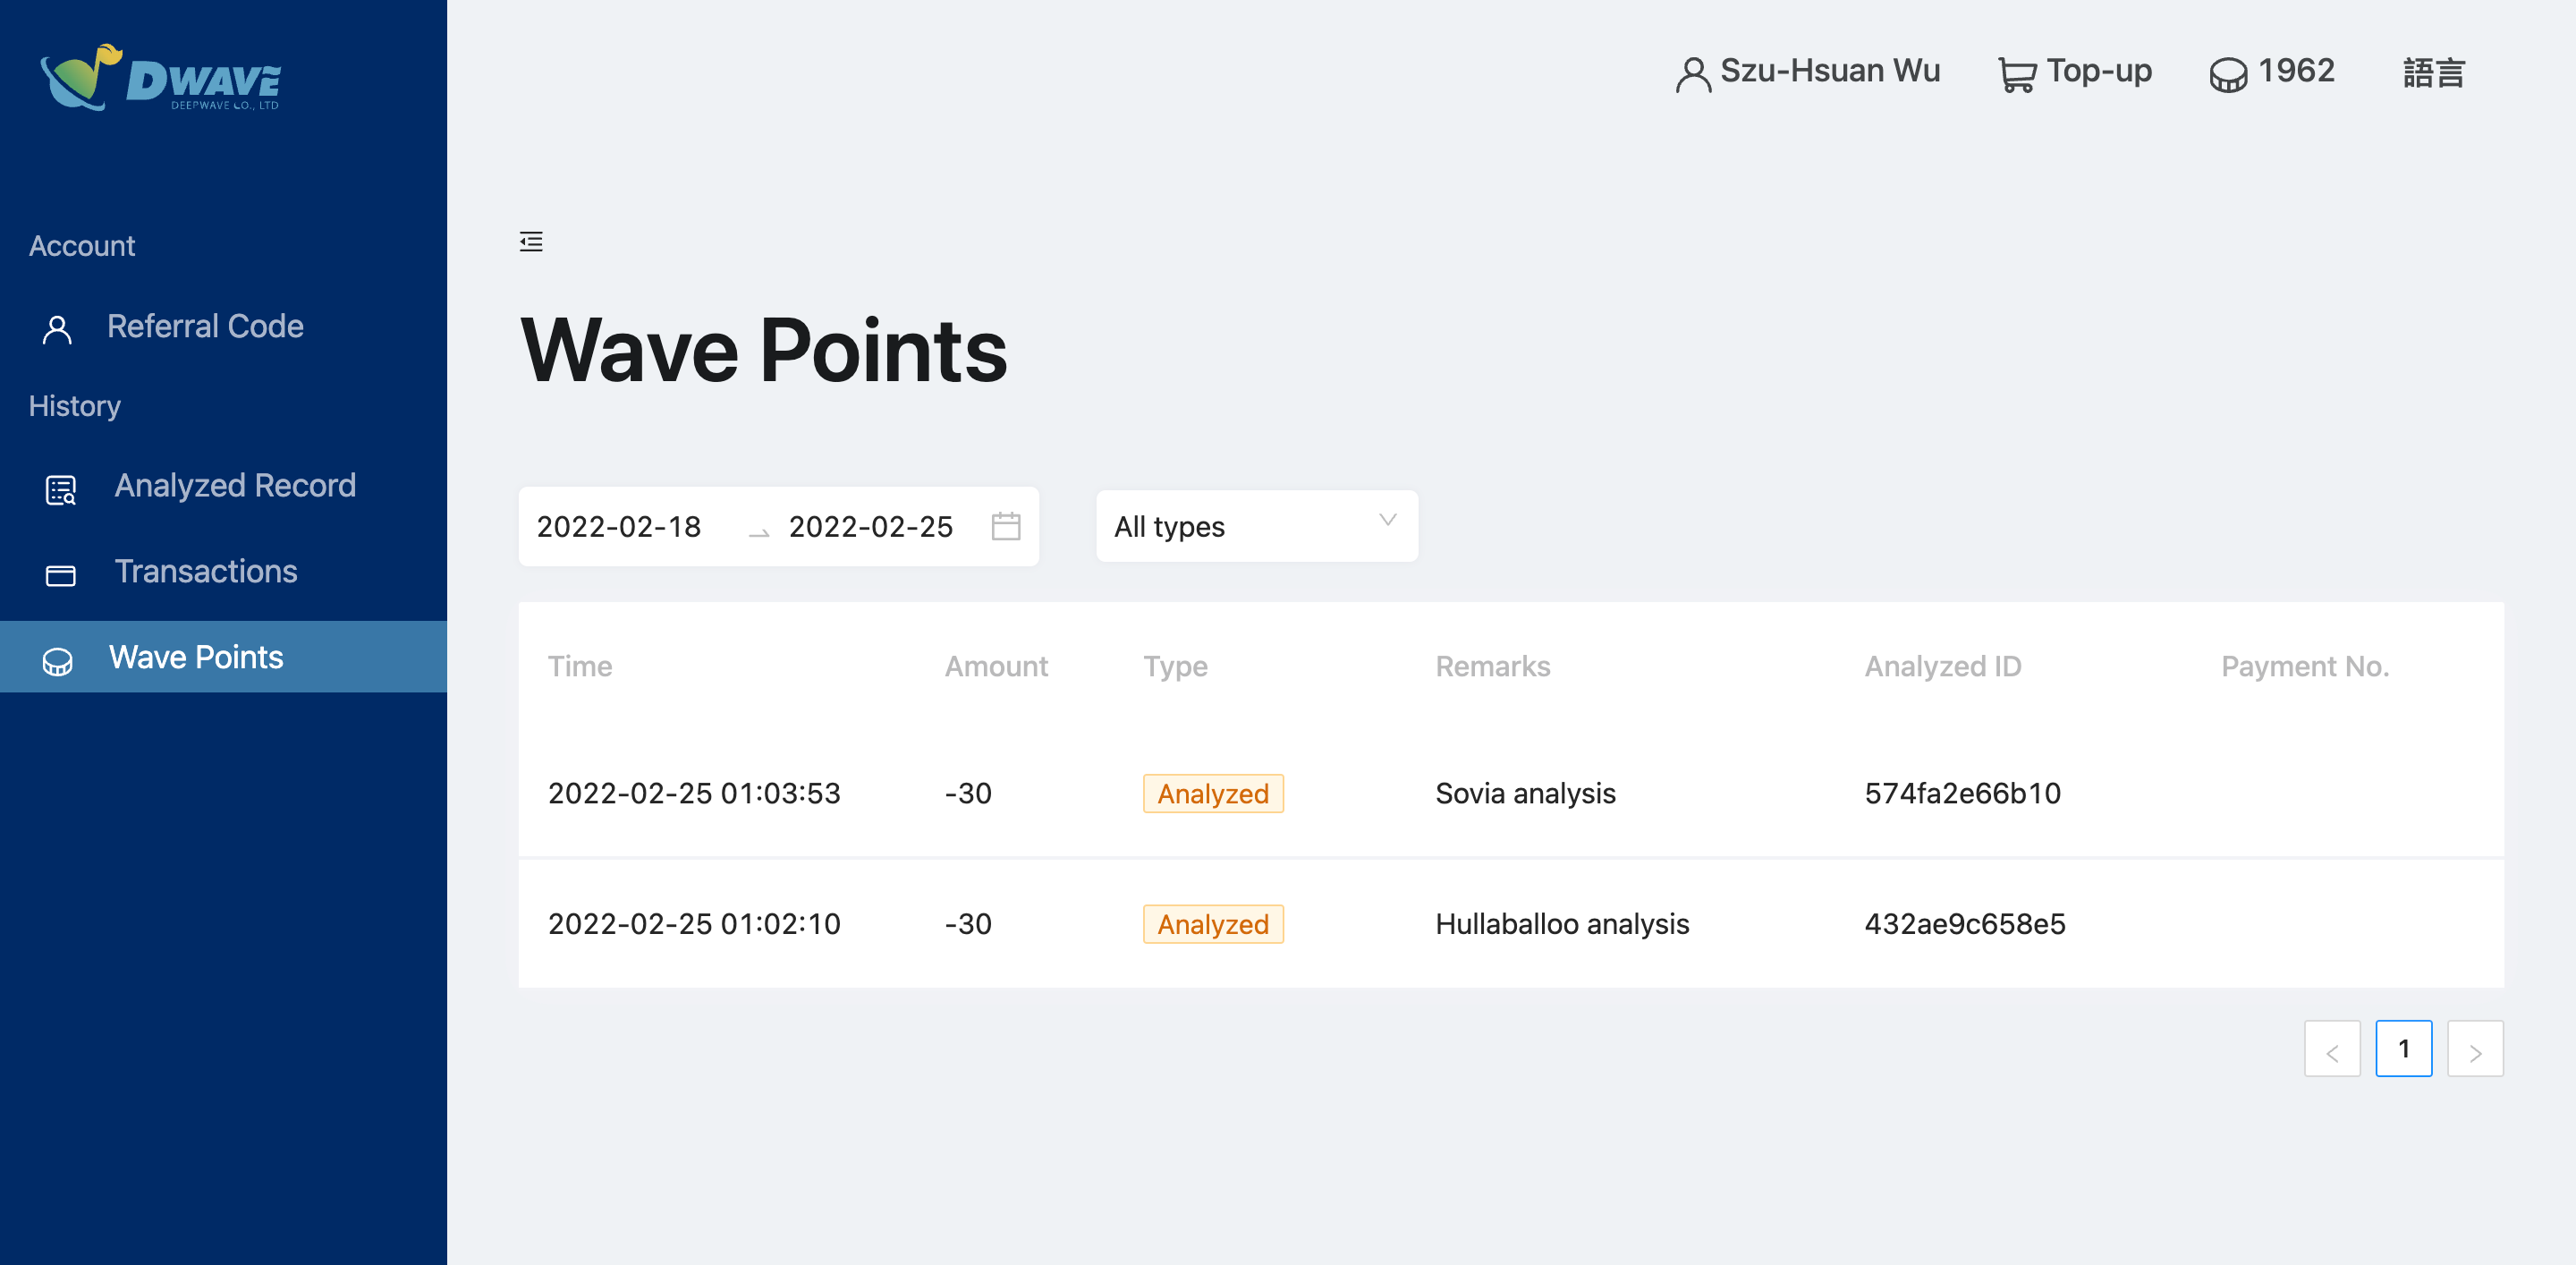 DWAVE
DEEPWAVE CO., LTD
Szu-Hsuan Wu Top-up 1962 語言
Account
Referral Code
History
Analyzed Record
Transactions
Wave Points
Wave Points
2022-02-18 → 2022-02-25 All types
Time Amount Type Remarks Analyzed ID Payment No.
2022-02-25 01:03:53 -30 Analyzed Sovia analysis 574fa2e66b10
2022-02-25 01:02:10 -30 Analyzed Hullaballoo analysis 432ae9c658e5
< 1 >